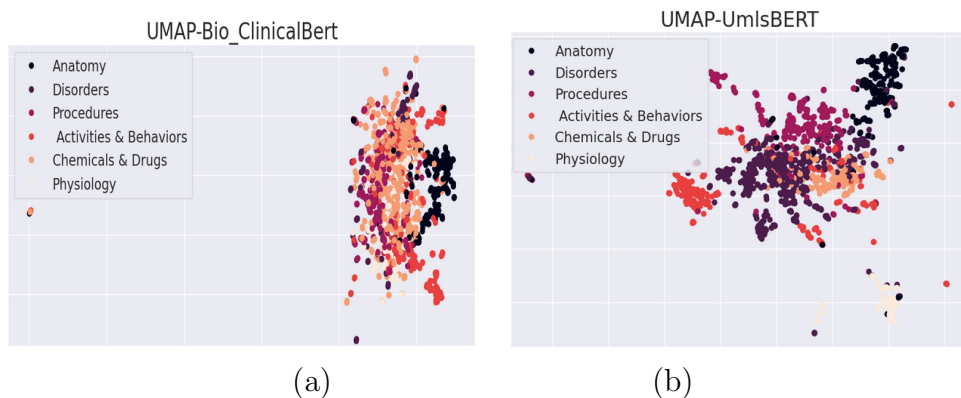 UMAP-Bio_ClinicalBert
Anatomy
Disorders
Procedures
Activities & Behaviors
Chemicals & Drugs
Physiology
(a)
UMAP-UmlsBERT
Anatomy
Disorders
Procedures
Activities & Behaviors
Chemicals & Drugs
Physiology
(b)